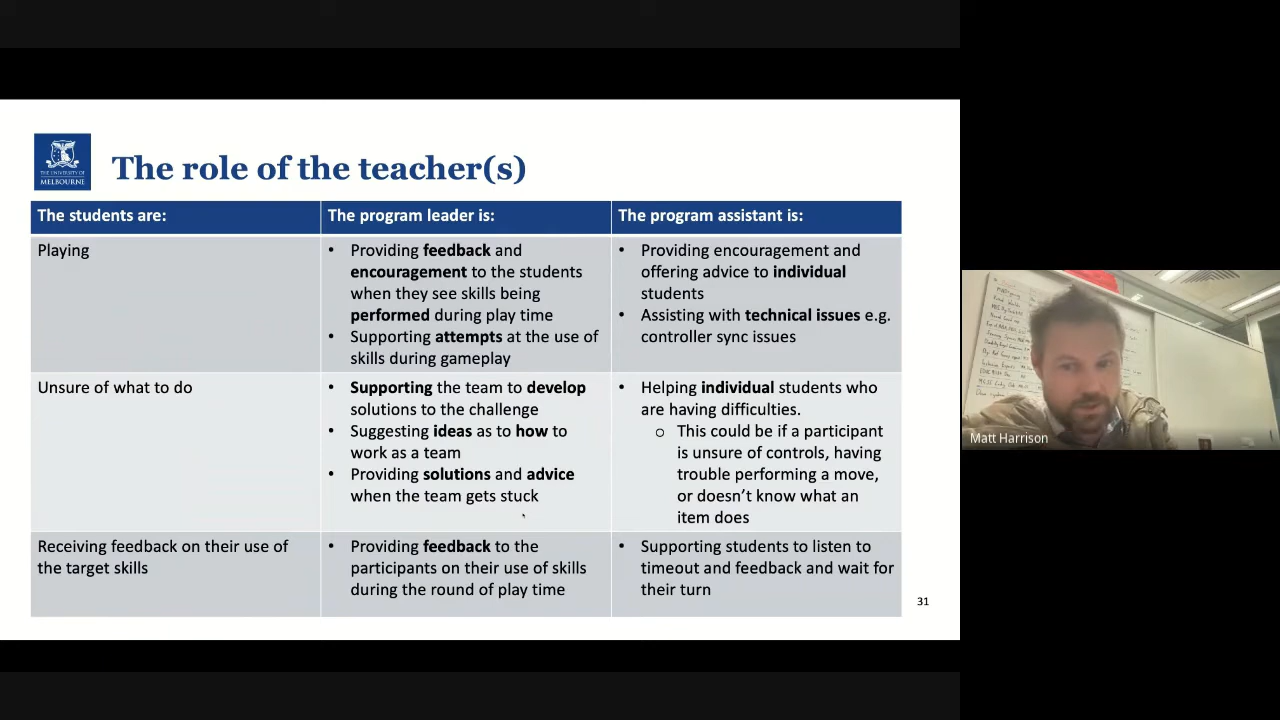 THE UNIVERSITY OF
MELBOURNE
The role of the teacher(s)
The students are:
The program leader is:
The program assistant is:
Playing
• Providing feedback and
encouragement to the students
when they see skills being
performed during play time
• Supporting attempts at the use of
skills during gameplay
• Providing encouragement and
offering advice to individual
students
• Assisting with technical issues e.g.
controller sync issues
Unsure of what to do
• Supporting the team to develop
solutions to the challenge
• Suggesting ideas as to how to
work as a team
• Providing solutions and advice
when the team gets stuck
• Helping individual students who
are having difficulties.
o This could be if a participant
is unsure of controls, having
trouble performing a move,
or doesn’t know what an
item does
Receiving feedback on their use of
the target skills
• Providing feedback to the
participants on their use of skills
during the round of play time
• Supporting students to listen to
timeout and feedback and wait for
their turn
31
Matt Harrison